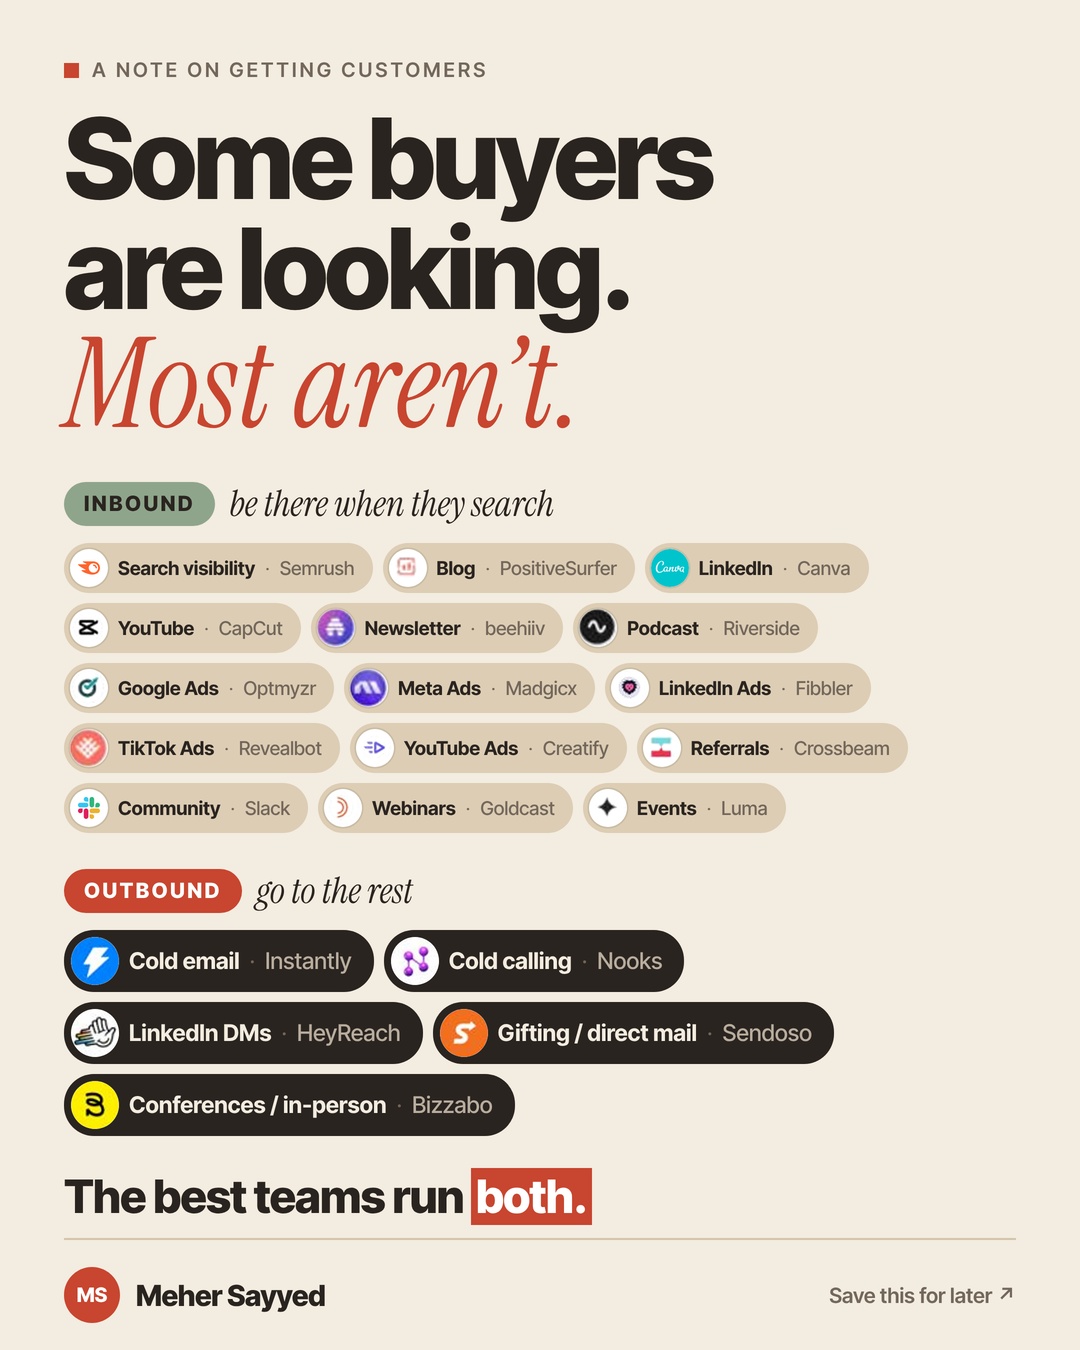 A NOTE ON GETTING CUSTOMERS
Some buyers
are looking.
Most aren't.
INBOUND be there when they search
Search visibility · Semrush Blog · PositiveSurfer Canva LinkedIn · Canva
YouTube · CapCut Newsletter · beehiiv Podcast · Riverside
Google Ads · Optmyzr Meta Ads · Madgicx LinkedIn Ads · Fibbler
TikTok Ads · Revealbot YouTube Ads · Creatify Referrals · Crossbeam
Community · Slack Webinars · Goldcast Events · Luma
OUTBOUND go to the rest
Cold email · Instantly Cold calling · Nooks
LinkedIn DMs · HeyReach Gifting / direct mail · Sendoso
Conferences / in-person · Bizzabo
The best teams run both.
MS Meher Sayyed Save this for later ↗